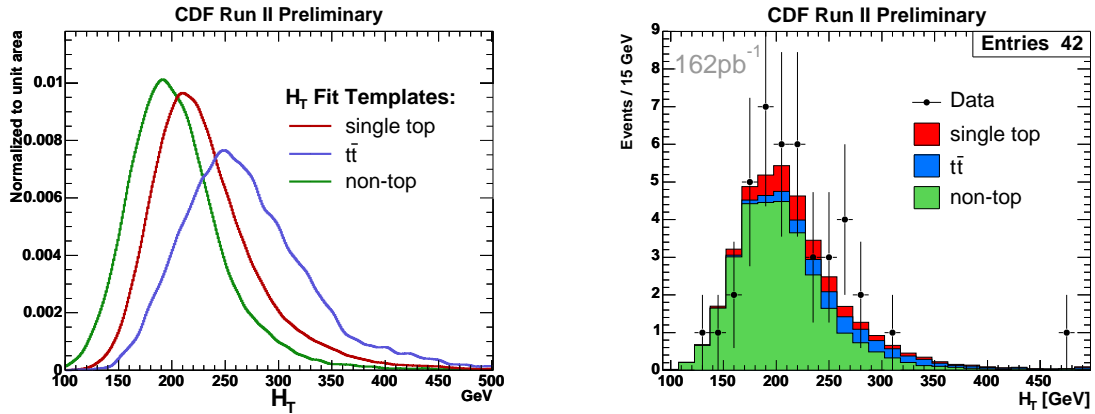 CDF Run II Preliminary
Normalized to unit area
0.01
0.008
0.006
0.004
0.002
0
100 150 200 250 300 350 400 450 500
H_T
GeV
H_T Fit Templates:
single top
tt̄
non-top
CDF Run II Preliminary
Entries 42
162pb⁻¹
Events / 15 GeV
9
8
7
6
5
4
3
2
1
0
100 150 200 250 300 350 400 450
H_T [GeV]
Data
single top
tt̄
non-top